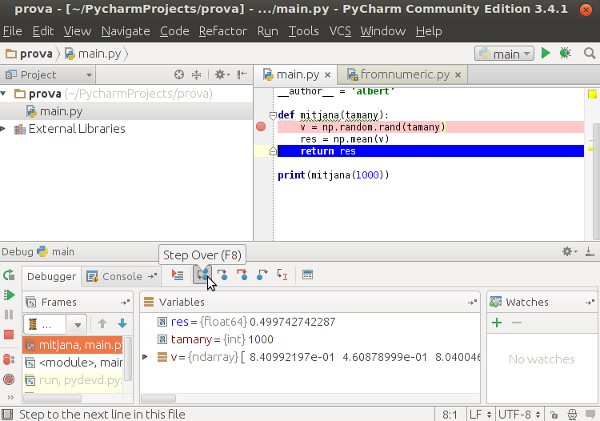 prova - [~/PycharmProjects/prova] - .../main.py - PyCharm Community Edition 3.4.1
File Edit View Navigate Code Refactor Run Tools VCS Window Help
prova main.py main
Project main.py fromnumeric.py
prova (~/PycharmProjects/prova)
main.py
External Libraries
__author__ = 'albert'
def mitjana(tamany):
v = np.random.rand(tamany)
res = np.mean(v)
return res
print(mitjana(1000))
Debug main
Step Over (F8)
Debugger Console
Frames Variables Watches
...
mitjana, main.py
<module>, main
run, pydevd.py:
res = {float64} 0.499742742287
tamany = {int} 1000
v = {ndarray} [ 8.40992197e-01 4.60878999e-01 8.040046
No watches
Step to the next line in this file 8:1 LF UTF-8